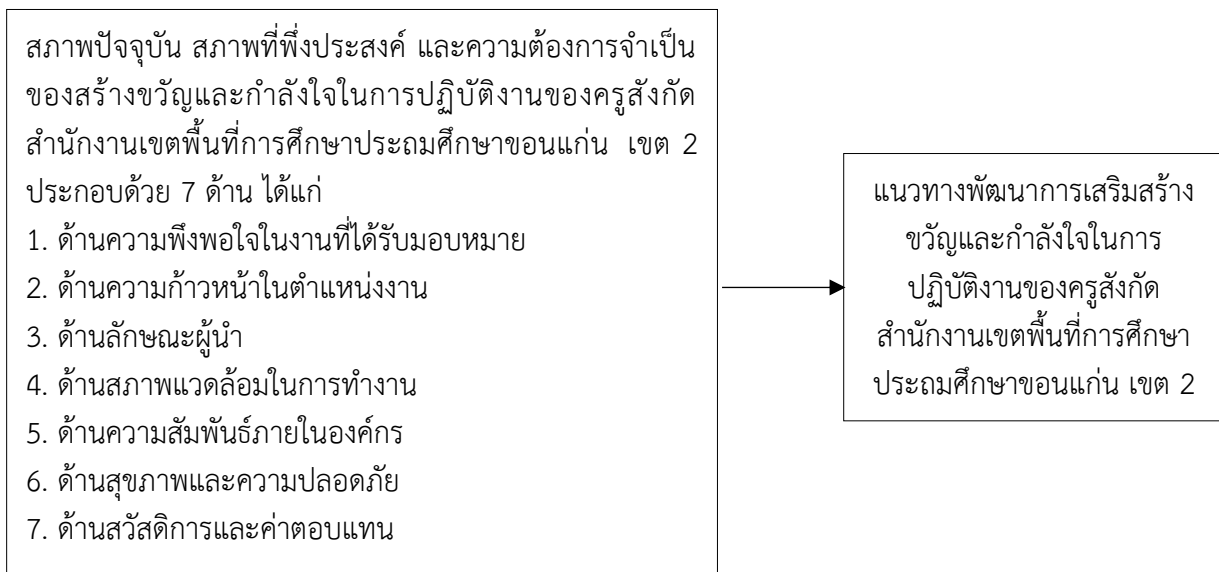 สภาพปัจจุบัน สภาพที่พึ่งประสงค์ และความต้องการจำเป็น
ของสร้างขวัญและกำลังใจในการปฏิบัติงานของครูสังกัด
สำนักงานเขตพื้นที่การศึกษาประถมศึกษาขอนแก่น เขต 2
ประกอบด้วย 7 ด้าน ได้แก่
1. ด้านความพึงพอใจในงานที่ได้รับมอบหมาย
2. ด้านความก้าวหน้าในตำแหน่งงาน
3. ด้านลักษณะผู้นำ
4. ด้านสภาพแวดล้อมในการทำงาน
5. ด้านความสัมพันธ์ภายในองค์กร
6. ด้านสุขภาพและความปลอดภัย
7. ด้านสวัสดิการและค่าตอบแทน
แนวทางพัฒนาการเสริมสร้าง
ขวัญและกำลังใจในการ
ปฏิบัติงานของครูสังกัด
สำนักงานเขตพื้นที่การศึกษา
ประถมศึกษาขอนแก่น เขต 2